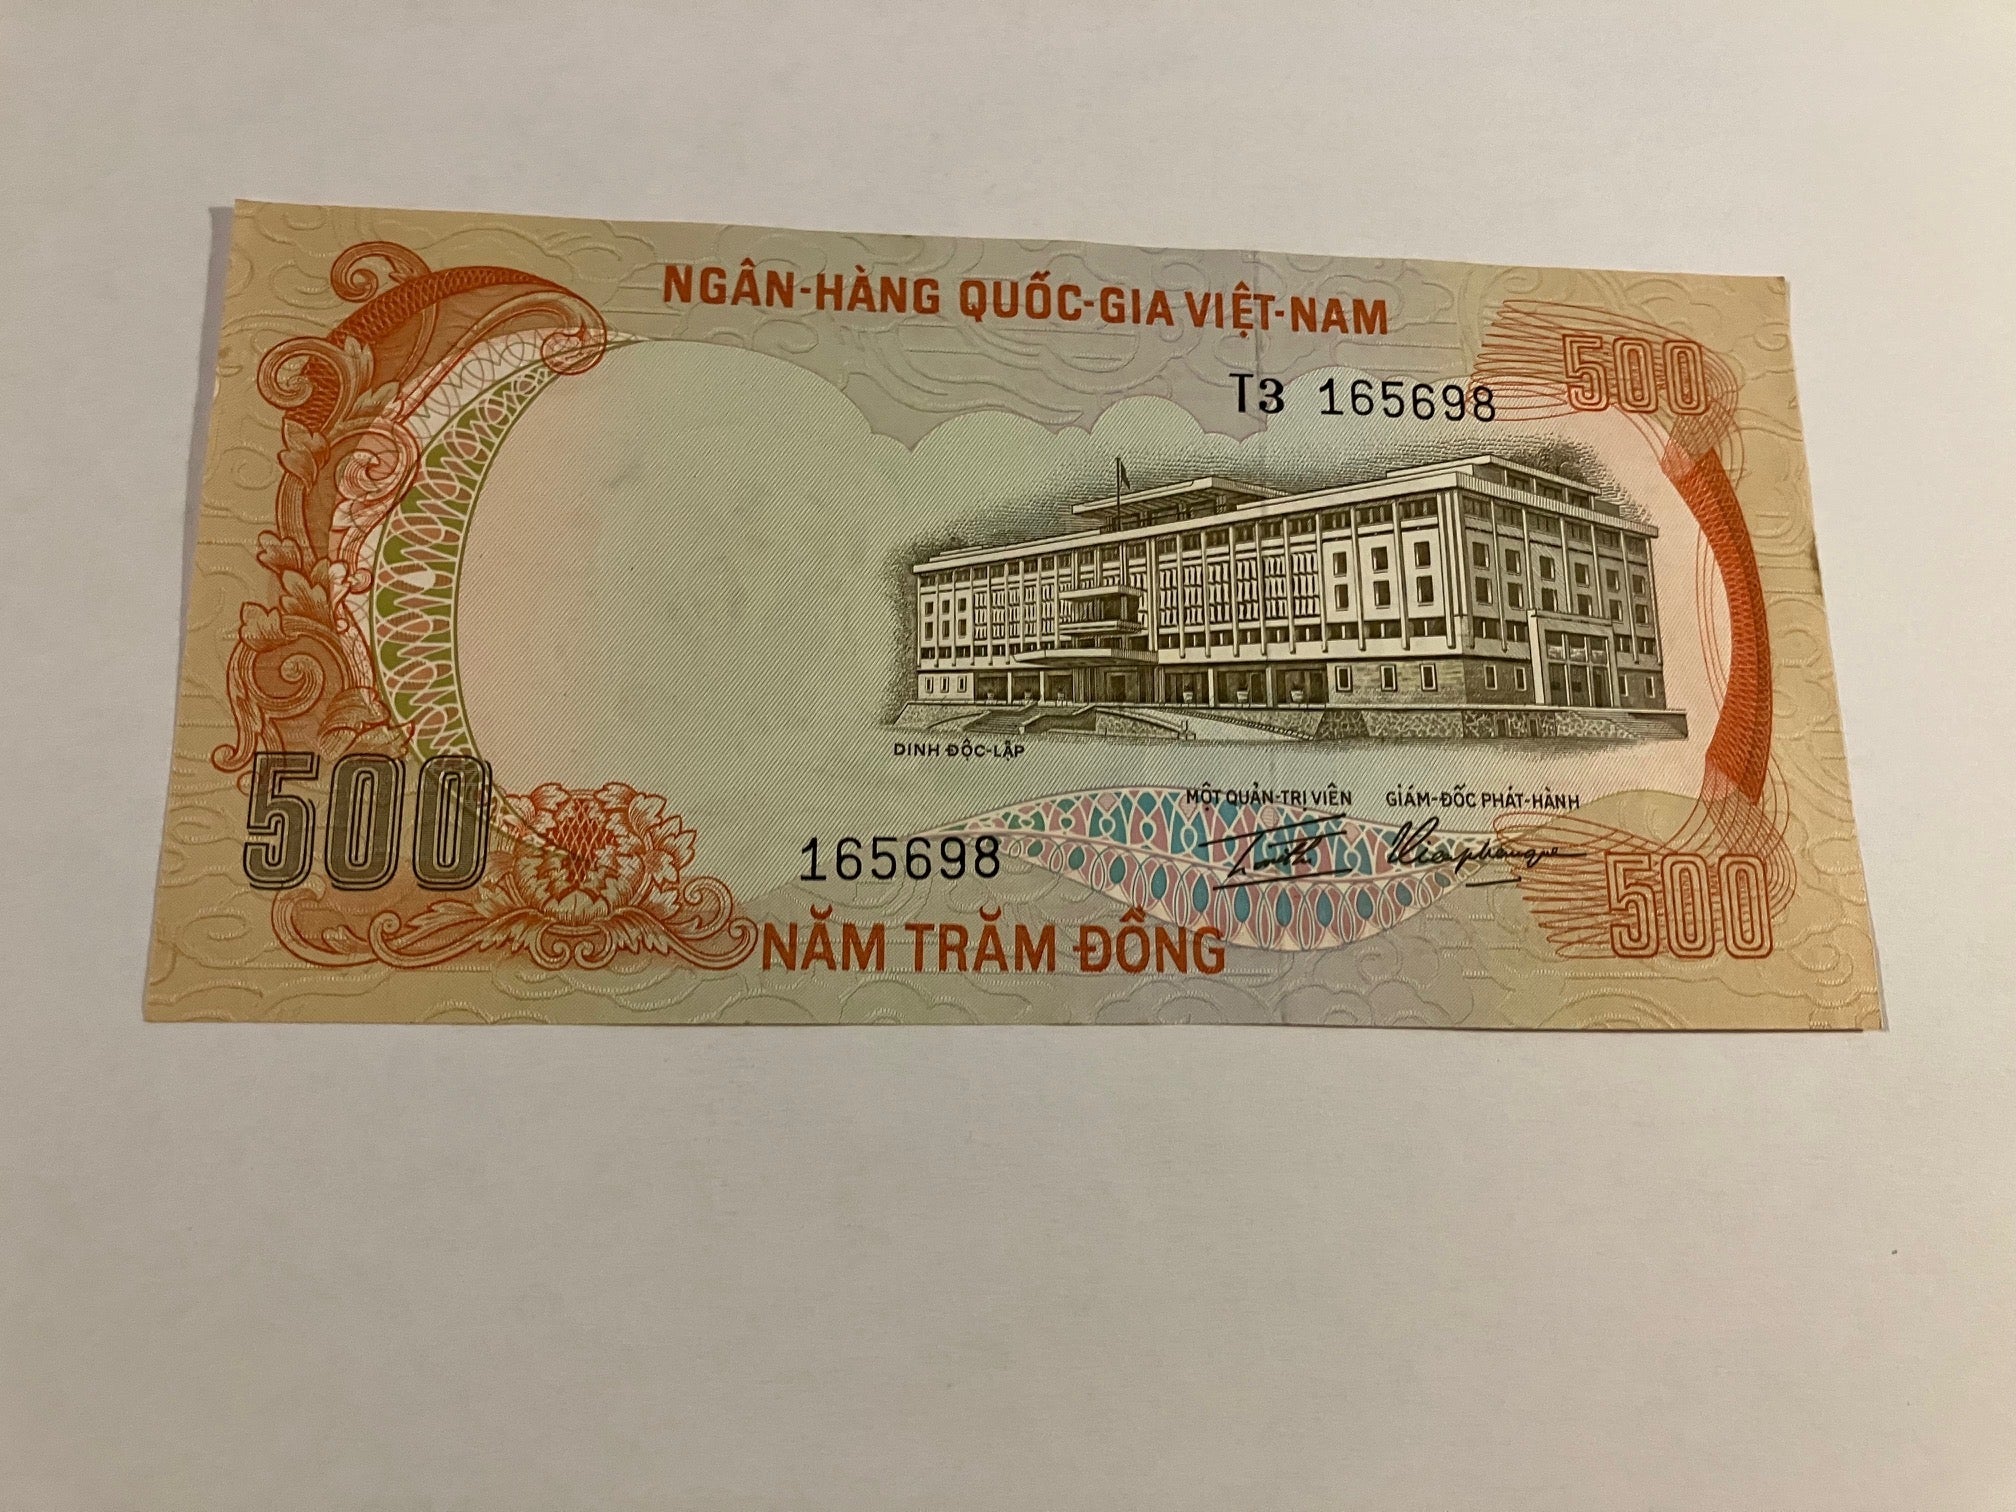 NGÂN-HÀNG QUỐC-GIA VIỆT-NAM
500
T3 165698
DINH ĐỘC-LẬP
MỘT QUẢN-TRỊ VIÊN
GIÁM-ĐỐC PHÁT-HÀNH
500
165698
500
NĂM TRĂM ĐỒNG